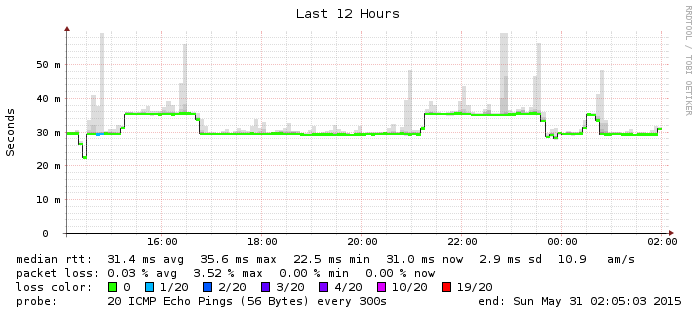 Last 12 Hours
RRDTOOL / TOBI OETIKER
Seconds
50 m
40 m
30 m
20 m
10 m
0
16:00 18:00 20:00 22:00 00:00 02:00
median rtt: 31.4 ms avg 35.6 ms max 22.5 ms min 31.0 ms now 2.9 ms sd 10.9 am/s
packet loss: 0.03 % avg 3.52 % max 0.00 % min 0.00 % now
loss color: 0 1/20 2/20 3/20 4/20 10/20 19/20
probe: 20 ICMP Echo Pings (56 Bytes) every 300s end: Sun May 31 02:05:03 2015